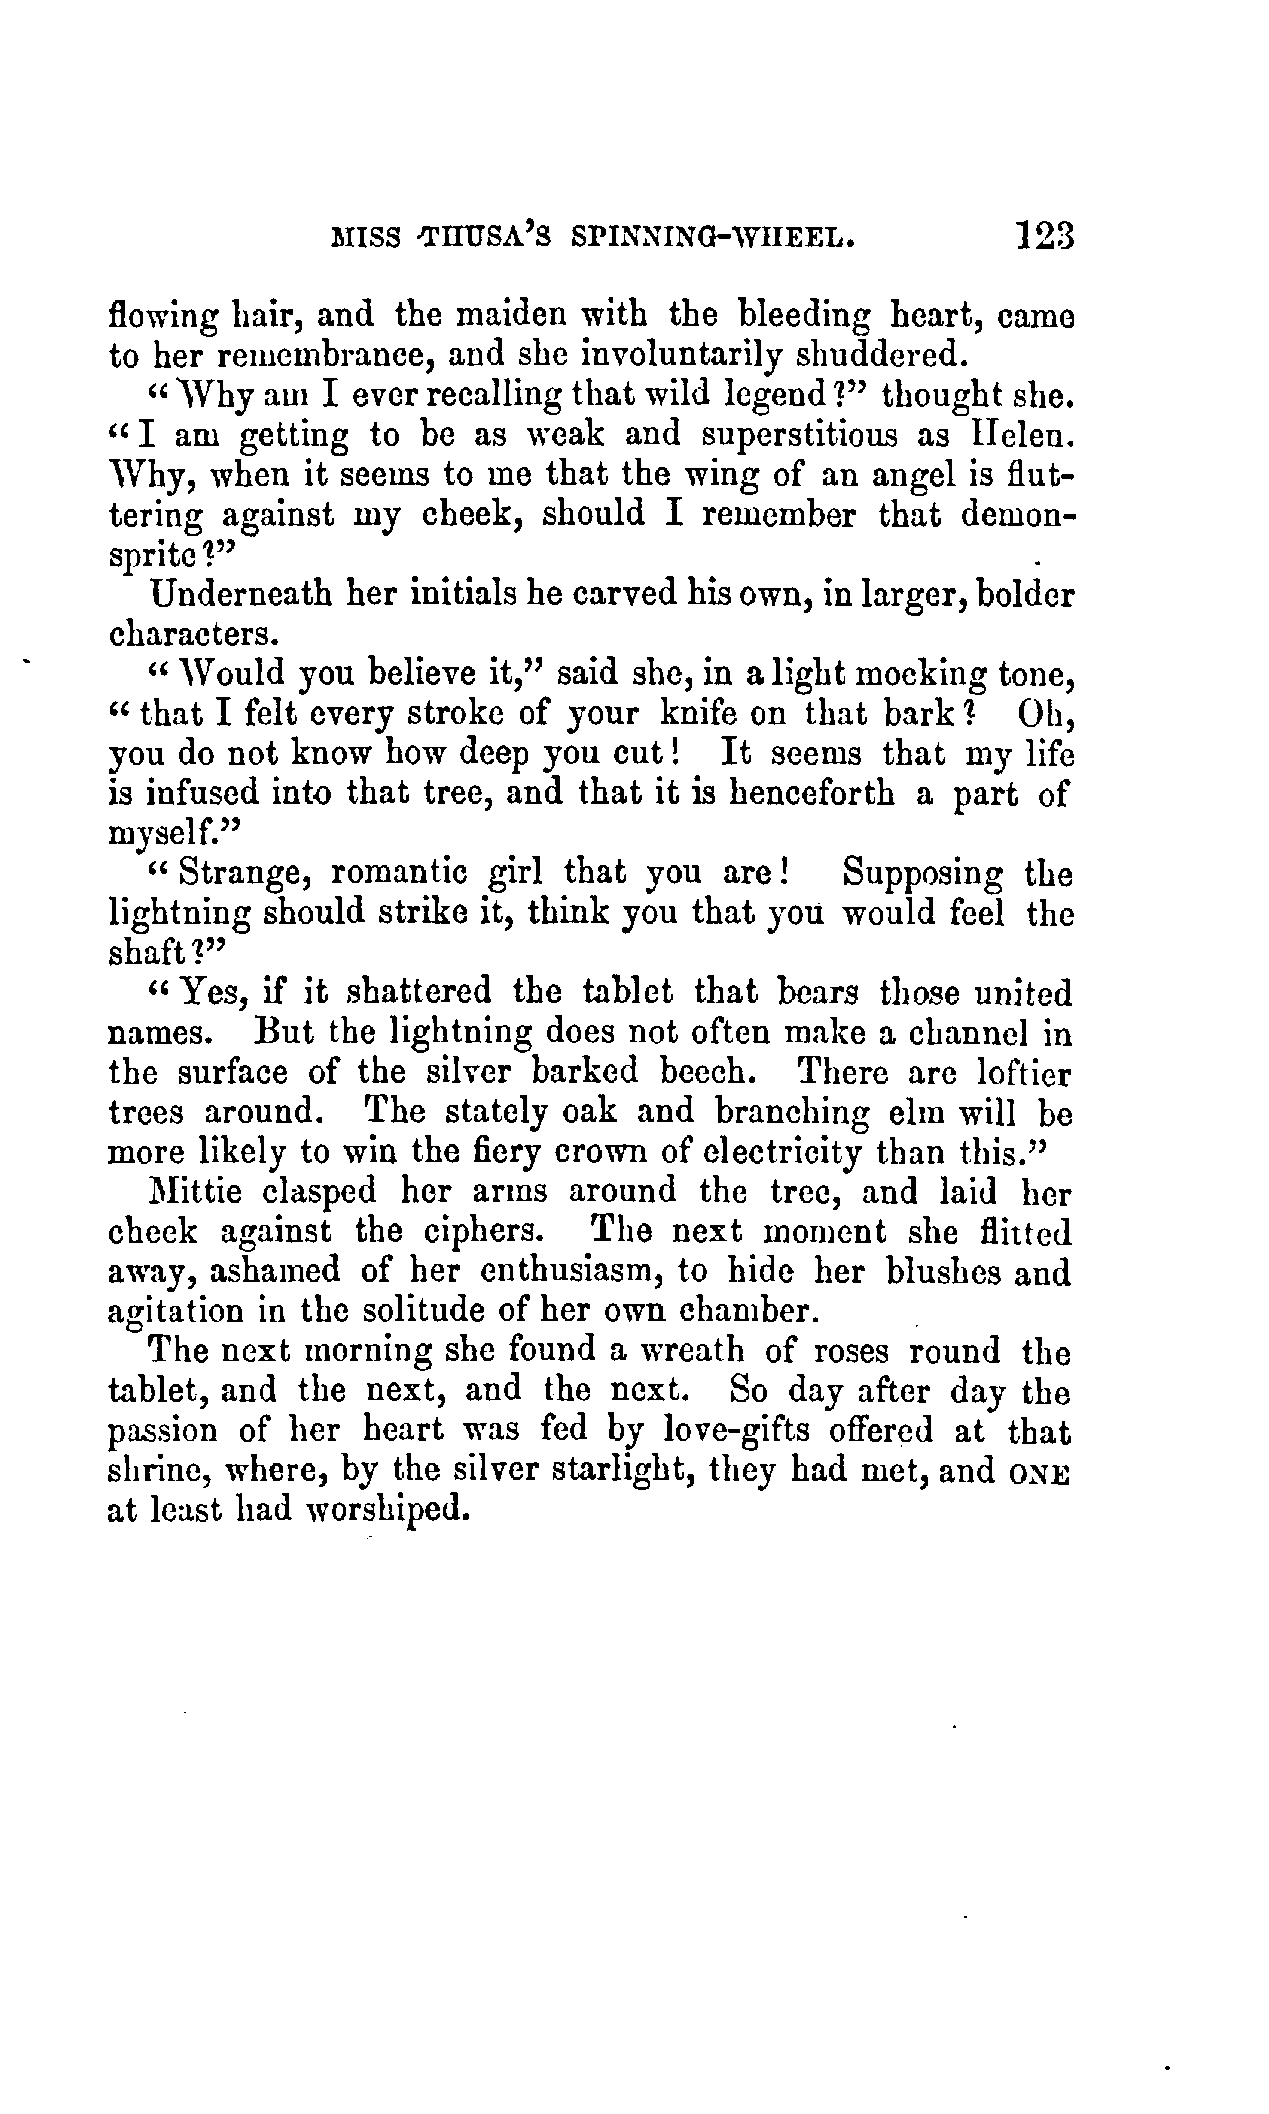 MISS THUSA'S SPINNING-WHEEL. 123
flowing hair, and the maiden with the bleeding heart, came
to her remembrance, and she involuntarily shuddered.
"Why am I ever recalling that wild legend?" thought she.
"I am getting to be as weak and superstitious as Helen.
Why, when it seems to me that the wing of an angel is flut-
tering against my cheek, should I remember that demon-
sprite?"
Underneath her initials he carved his own, in larger, bolder
characters.
"Would you believe it," said she, in a light mocking tone,
"that I felt every stroke of your knife on that bark? Oh,
you do not know how deep you cut! It seems that my life
is infused into that tree, and that it is henceforth a part of
myself."
"Strange, romantic girl that you are! Supposing the
lightning should strike it, think you that you would feel the
shaft?"
"Yes, if it shattered the tablet that bears those united
names. But the lightning does not often make a channel in
the surface of the silver barked beech. There are loftier
trees around. The stately oak and branching elm will be
more likely to win the fiery crown of electricity than this."
Mittie clasped her arms around the tree, and laid her
cheek against the ciphers. The next moment she flitted
away, ashamed of her enthusiasm, to hide her blushes and
agitation in the solitude of her own chamber.
The next morning she found a wreath of roses round the
tablet, and the next, and the next. So day after day the
passion of her heart was fed by love-gifts offered at that
shrine, where, by the silver starlight, they had met, and ONE
at least had worshiped.